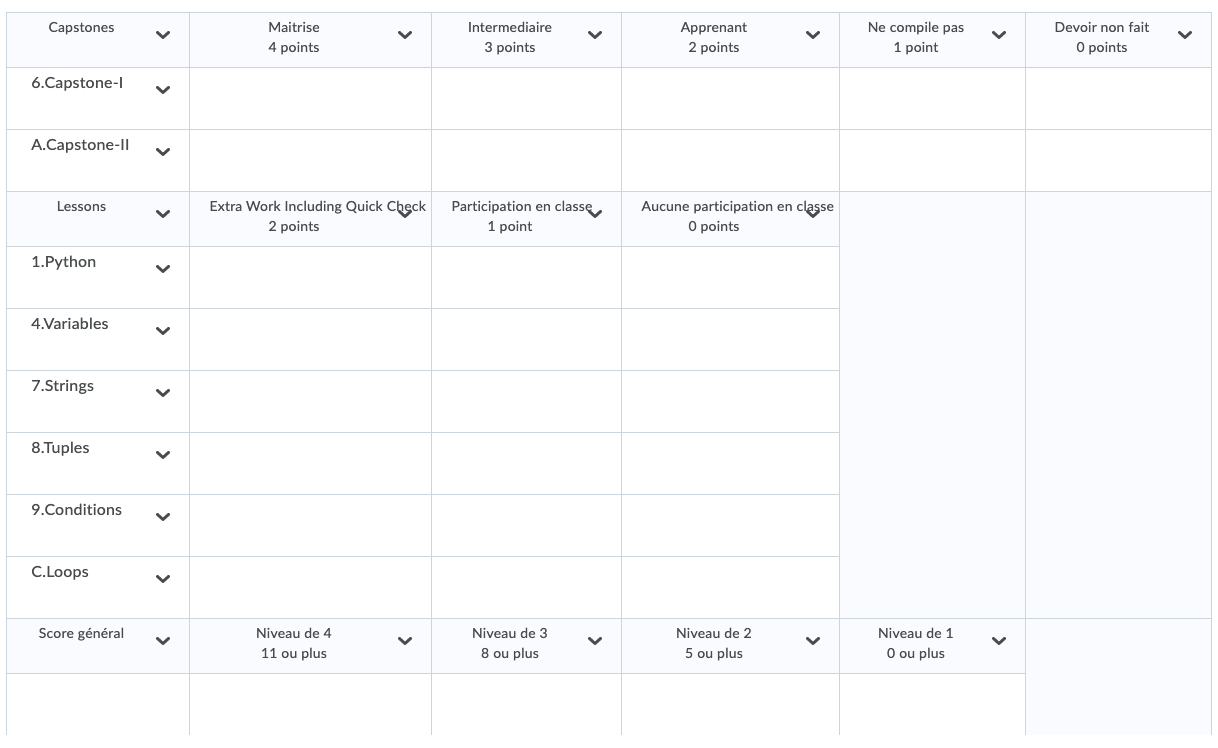 Capstones
Maitrise
4 points
Intermediaire
3 points
Apprenant
2 points
Ne compile pas
1 point
Devoir non fait
0 points
6.Capstone-I
A.Capstone-II
Lessons
Extra Work Including Quick Check
2 points
Participation en classe
1 point
Aucune participation en classe
0 points
1.Python
4.Variables
7.Strings
8.Tuples
9.Conditions
C.Loops
Score général
Niveau de 4
11 ou plus
Niveau de 3
8 ou plus
Niveau de 2
5 ou plus
Niveau de 1
0 ou plus